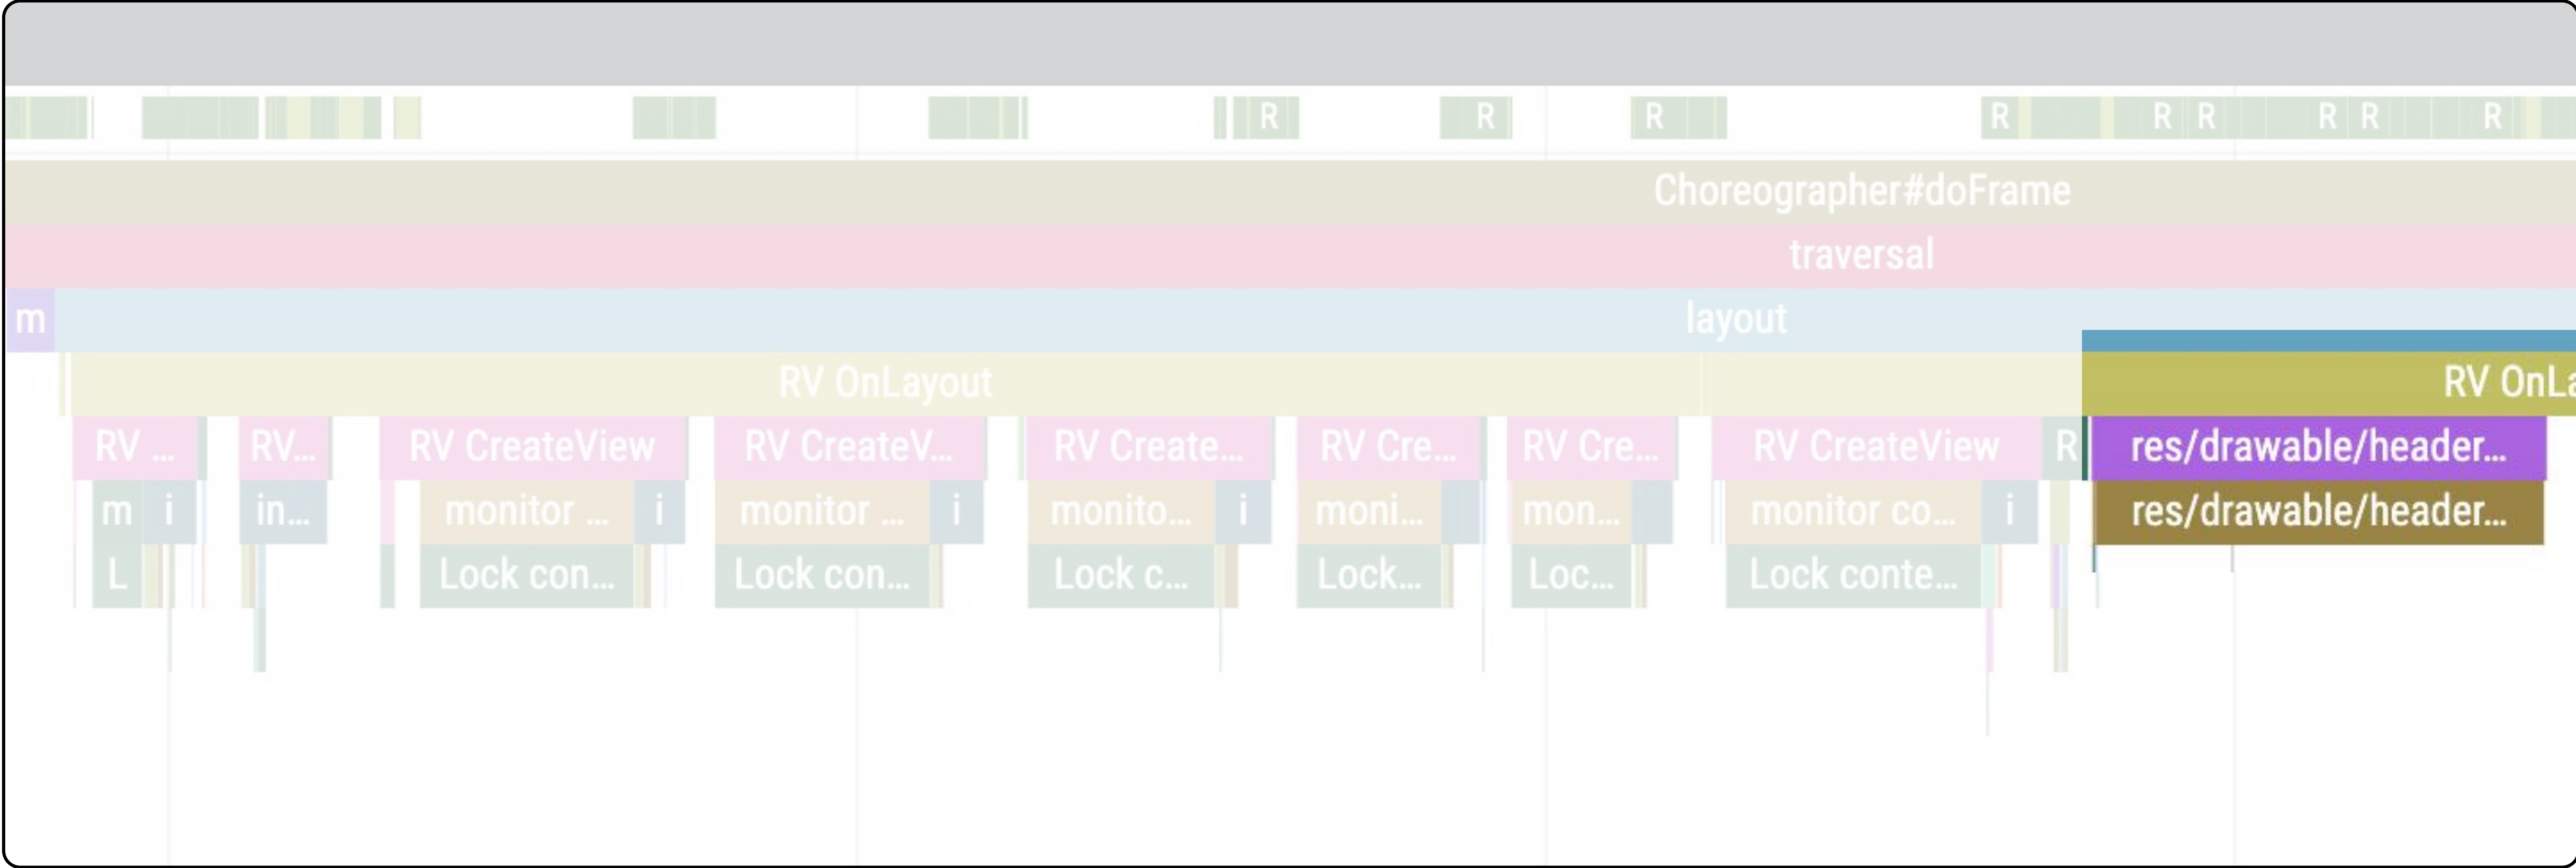 R R R R R R R R R
Choreographer#doFrame
traversal
m layout
RV OnLayout RV OnLa
RV ... RV... RV CreateView RV CreateV... RV Create... RV Cre... RV Cre... RV CreateView R res/drawable/header...
m i in... monitor ... i monitor ... i monito... i moni... mon... monitor co... i res/drawable/header...
L Lock con... Lock con... Lock c... Lock... Loc... Lock conte...